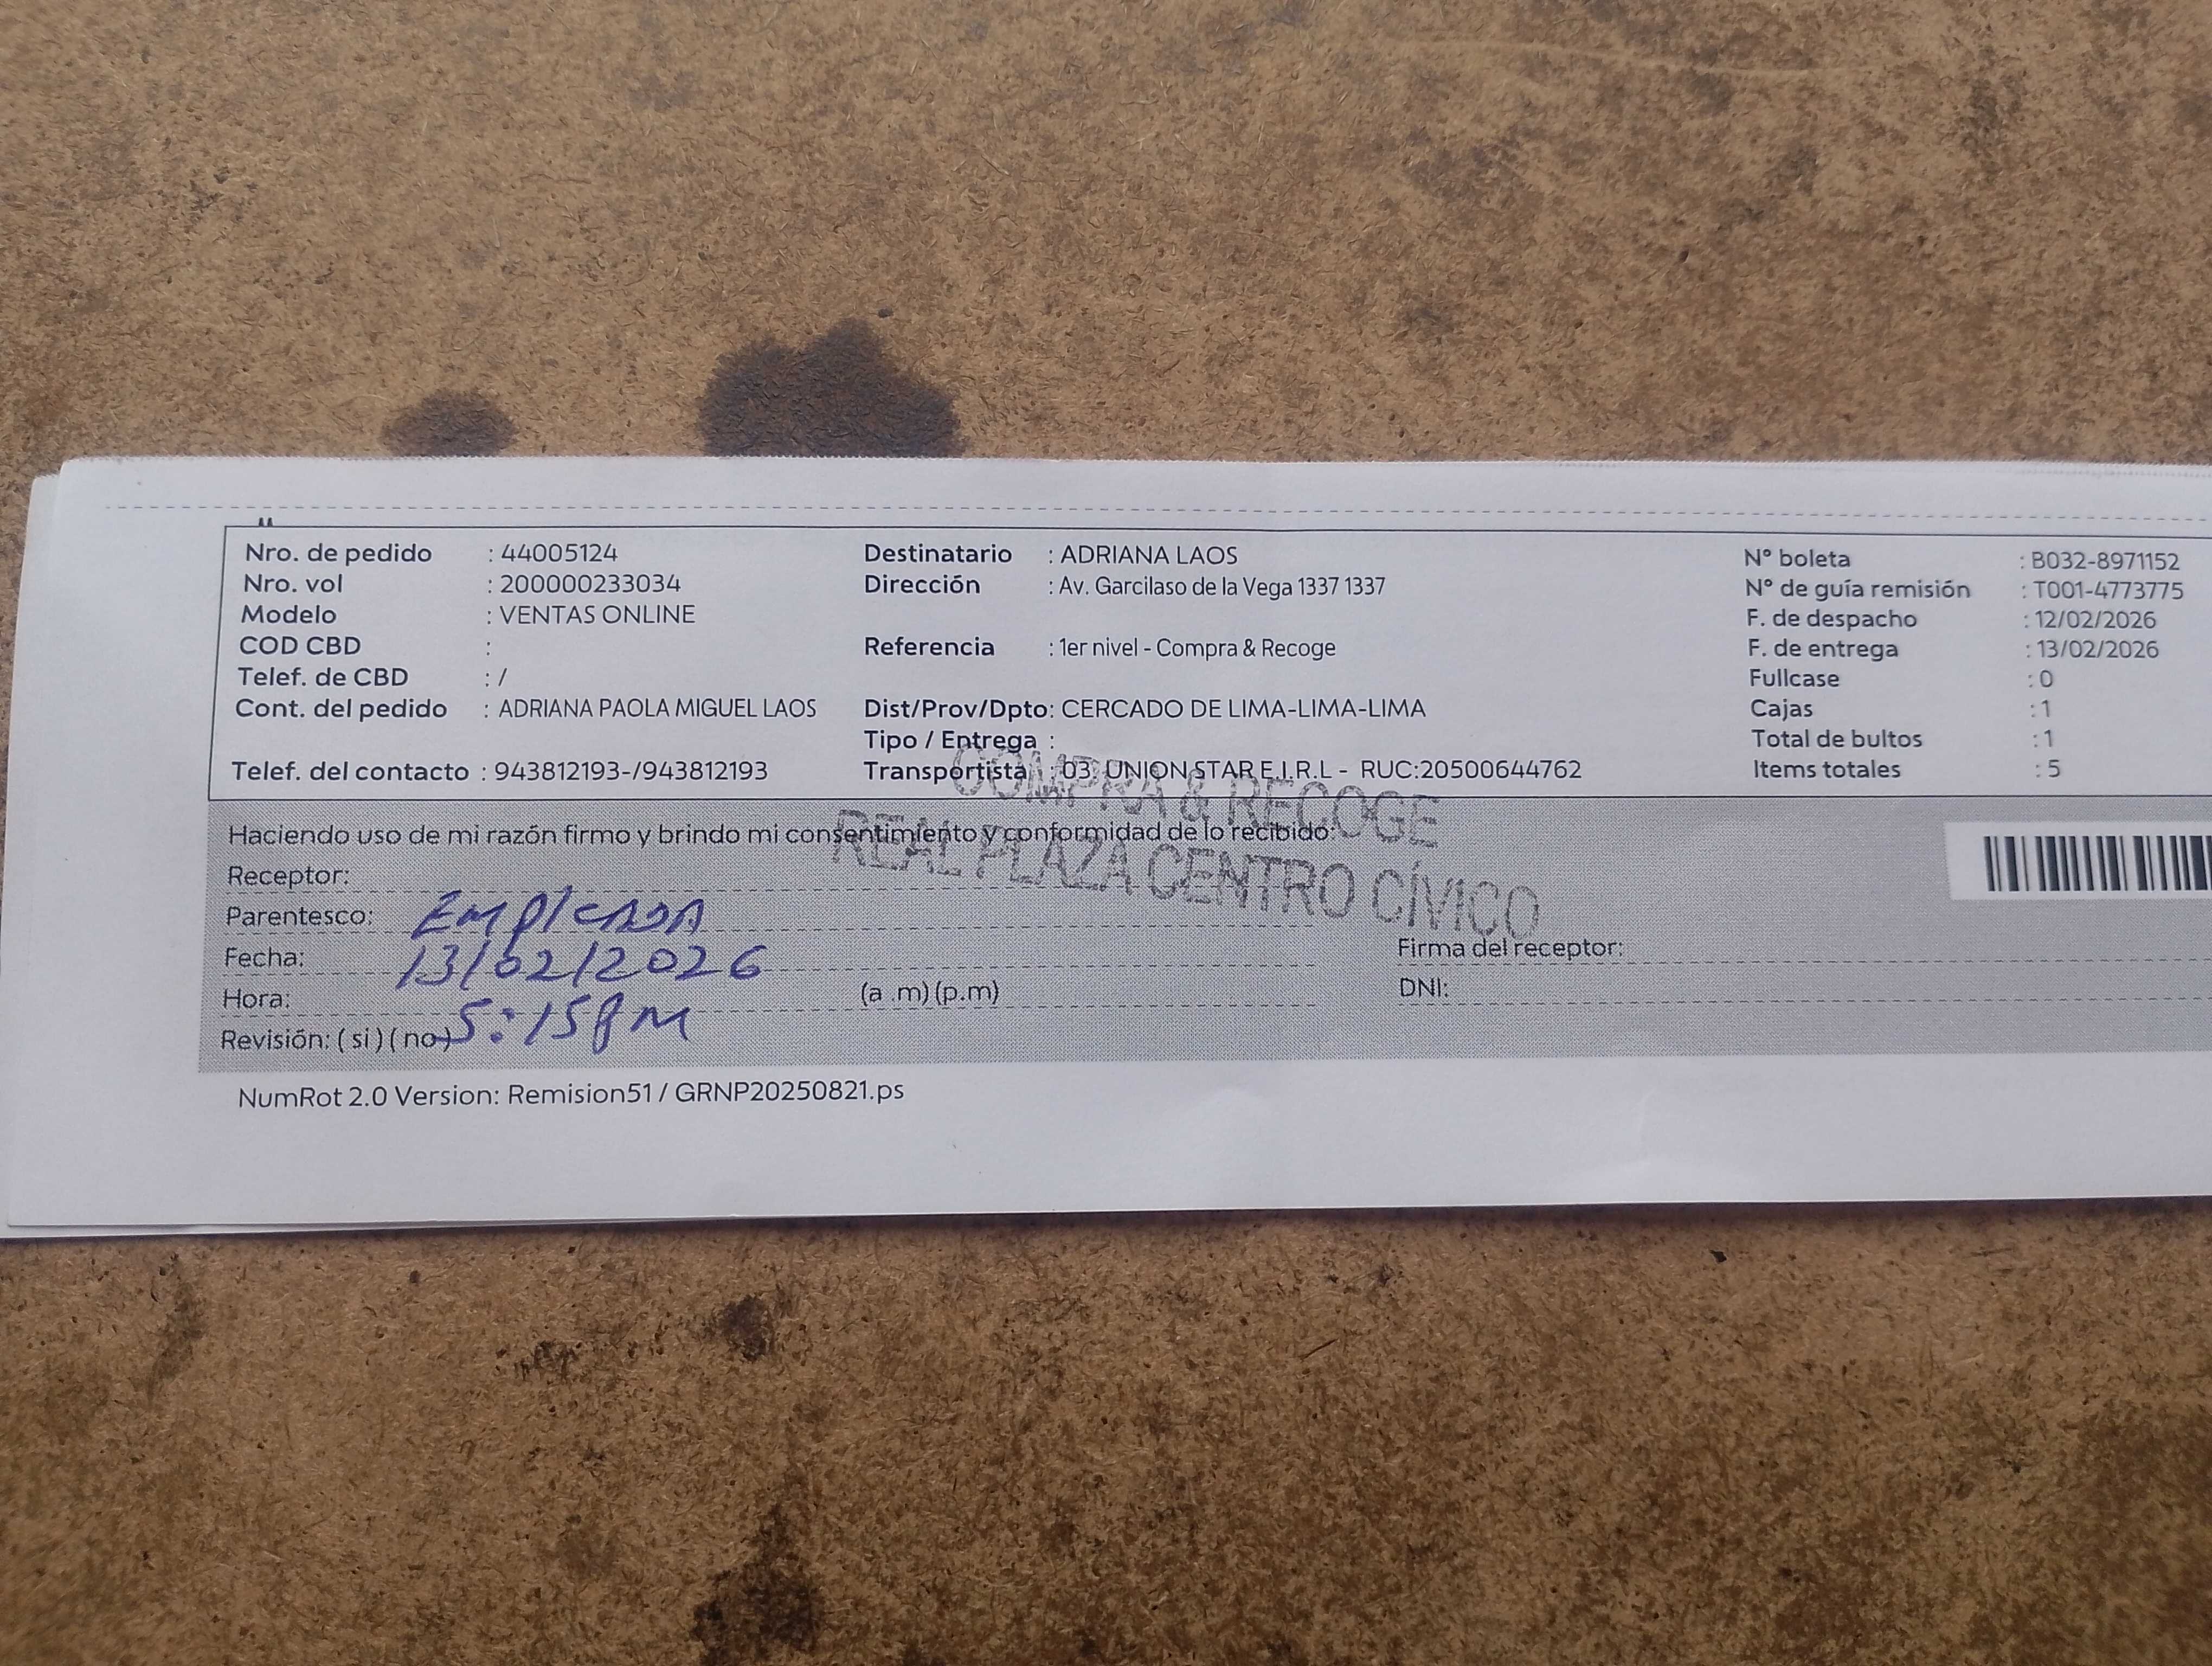 Nro. de pedido : 44005124
Nro. vol : 200000233034
Modelo : VENTAS ONLINE
COD CBD :
Telef. de CBD : /
Cont. del pedido : ADRIANA PAOLA MIGUEL LAOS
Telef. del contacto : 943812193-/943812193
Destinatario : ADRIANA LAOS
Dirección : Av. Garcilaso de la Vega 1337 1337
Referencia : 1er nivel - Compra & Recoge
Dist/Prov/Dpto: CERCADO DE LIMA-LIMA-LIMA
Tipo / Entrega :
Transportista : 03; UNION STAR E.I.R.L - RUC:20500644762
N° boleta : B032-8971152
N° de guía remisión : T001-4773775
F. de despacho : 12/02/2026
F. de entrega : 13/02/2026
Fullcase : 0
Cajas : 1
Total de bultos : 1
Items totales : 5
COMPRA & RECOGE
REAL PLAZA CENTRO CÍVICO
Haciendo uso de mi razón firmo y brindo mi consentimiento y conformidad de lo recibido:
Receptor:
Parentesco:
Fecha: 13/02/2026
Hora: 5:15pm (a .m) (p.m)
Revisión: ( si ) ( no )
Firma del receptor:
DNI:
NumRot 2.0 Version: Remision51 / GRNP20250821.ps